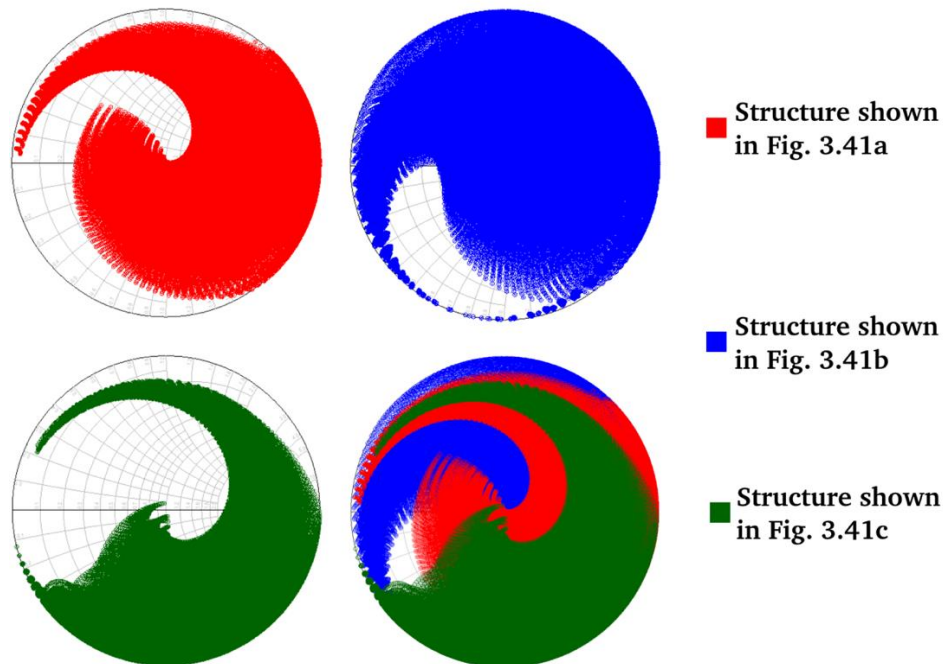 Structure shown
in Fig. 3.41a
Structure shown
in Fig. 3.41b
Structure shown
in Fig. 3.41c